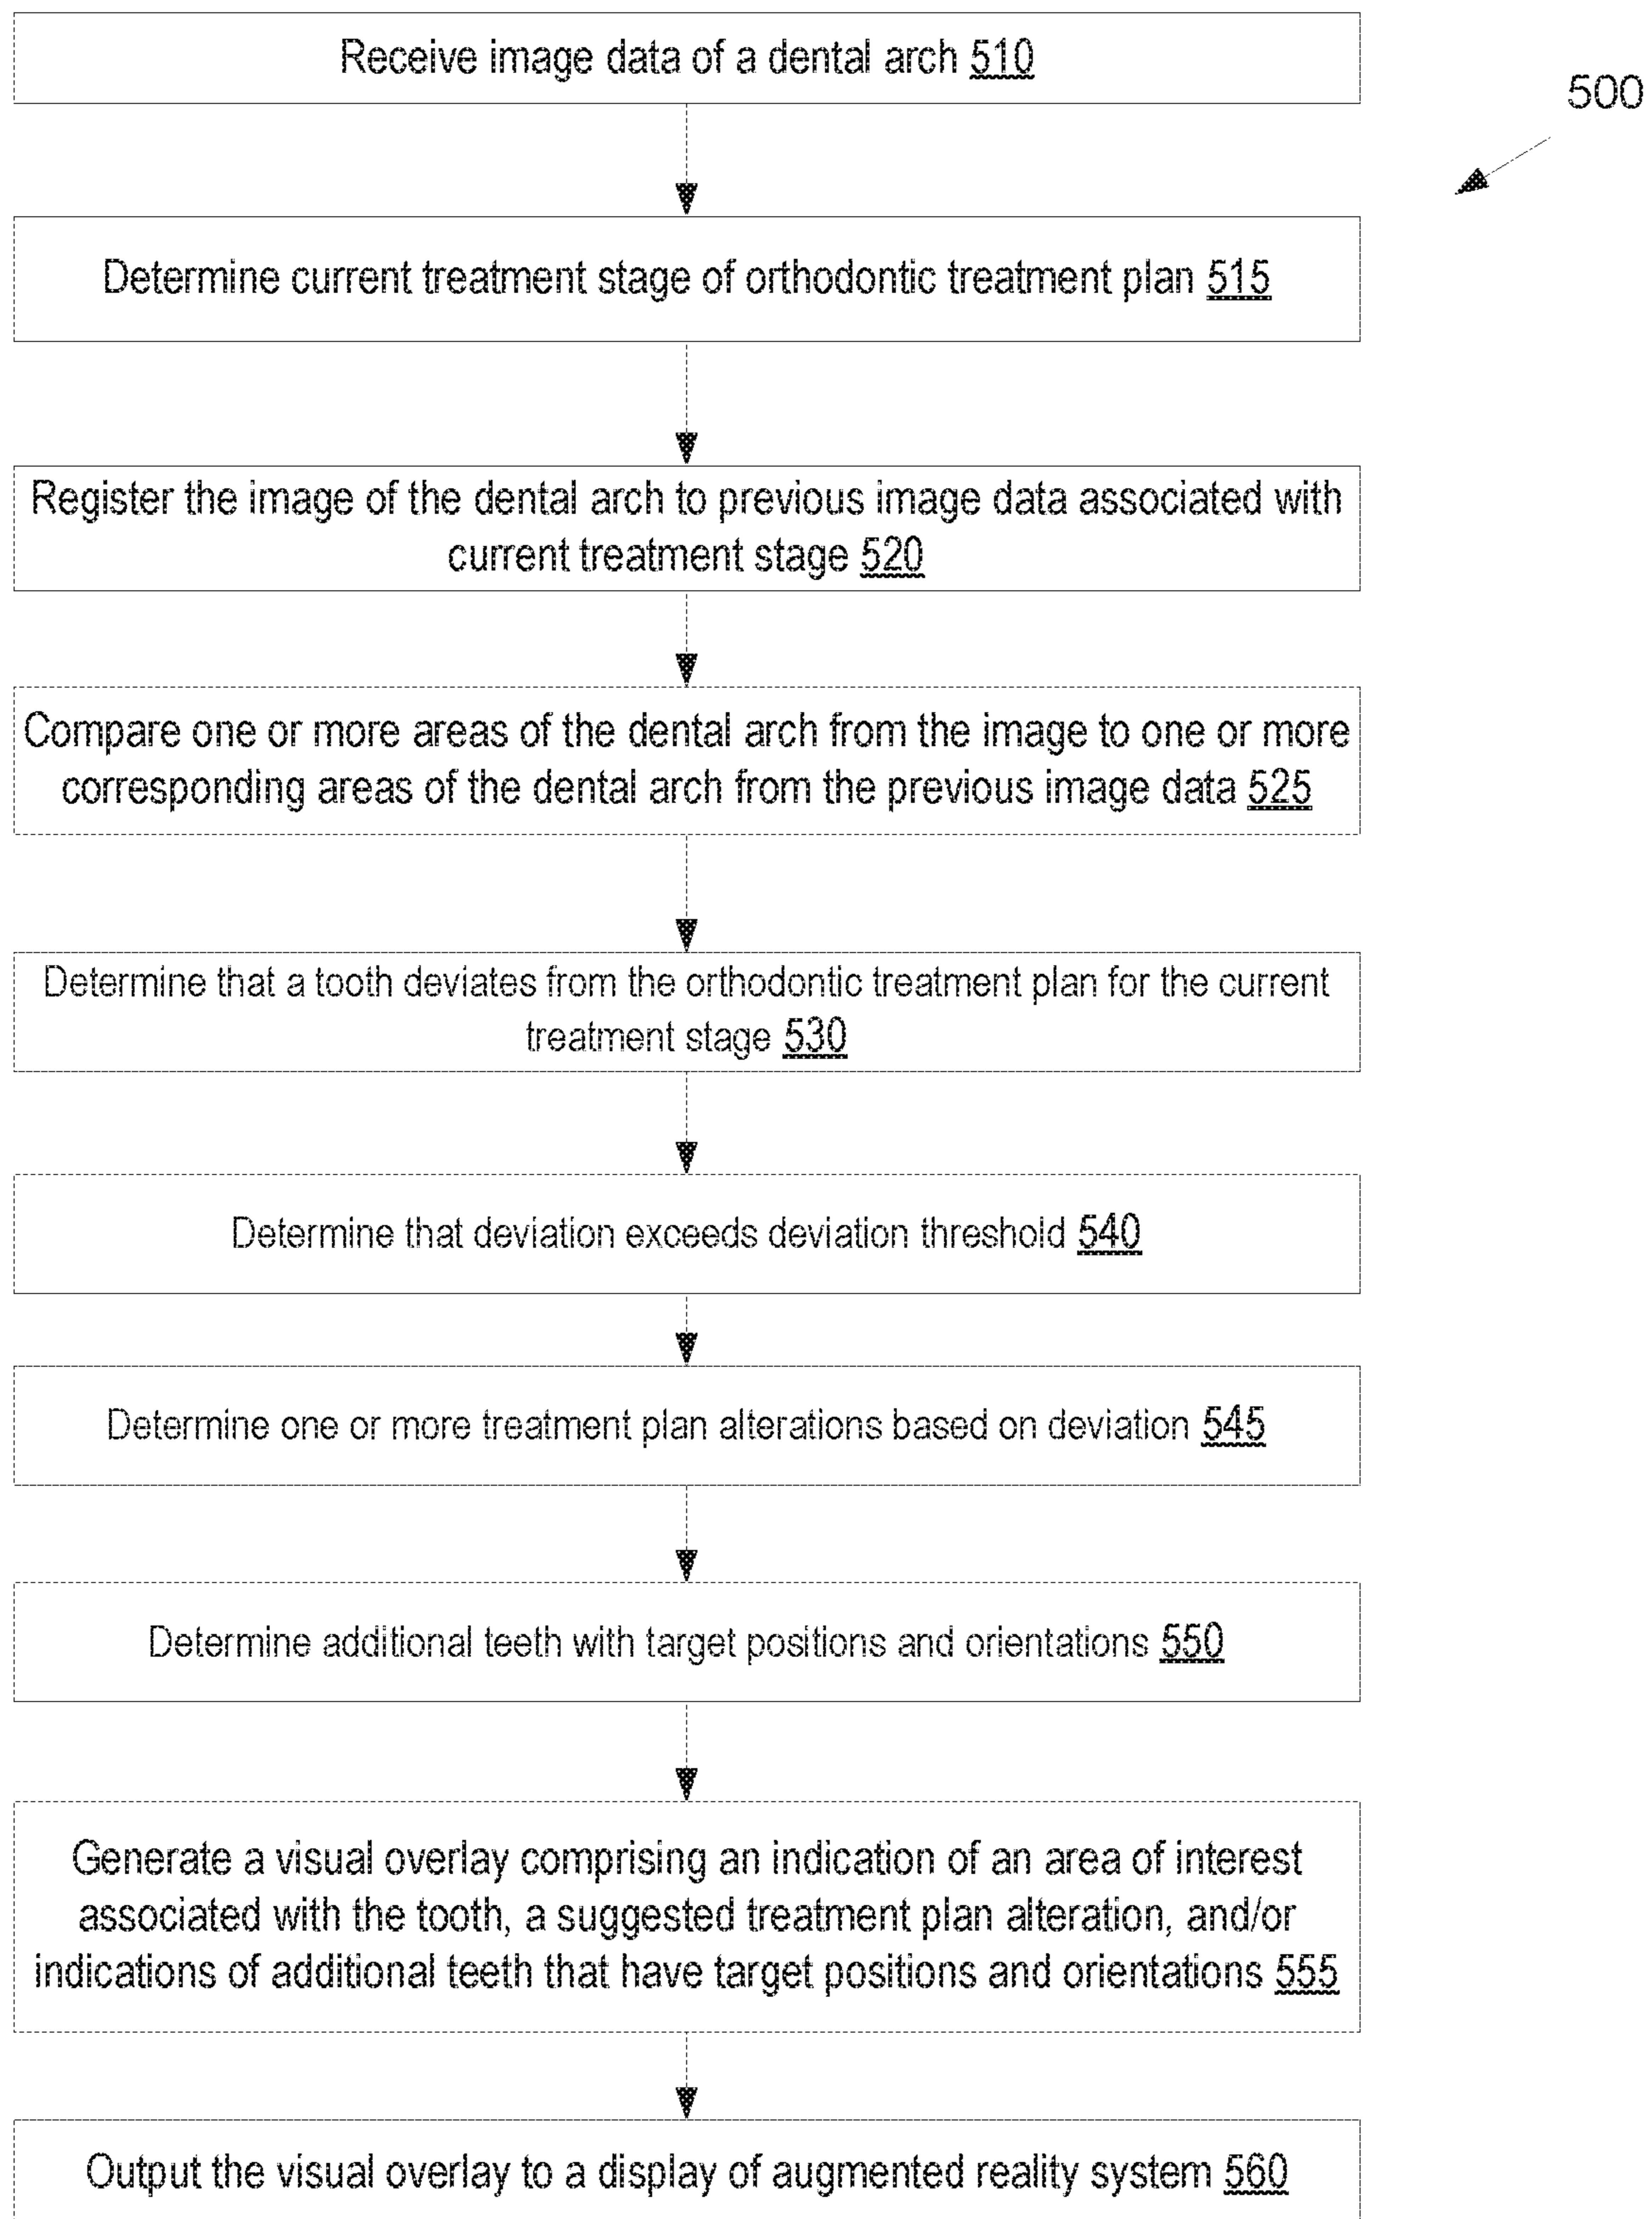 Receive image data of a dental arch 510
500
Determine current treatment stage of orthodontic treatment plan 515
Register the image of the dental arch to previous image data associated with
current treatment stage 520
Compare one or more areas of the dental arch from the image to one or more
corresponding areas of the dental arch from the previous image data 525
Determine that a tooth deviates from the orthodontic treatment plan for the current
treatment stage 530
Determine that deviation exceeds deviation threshold 540
Determine one or more treatment plan alterations based on deviation 545
Determine additional teeth with target positions and orientations 550
Generate a visual overlay comprising an indication of an area of interest
associated with the tooth, a suggested treatment plan alteration, and/or
indications of additional teeth that have target positions and orientations 555
Output the visual overlay to a display of augmented reality system 560